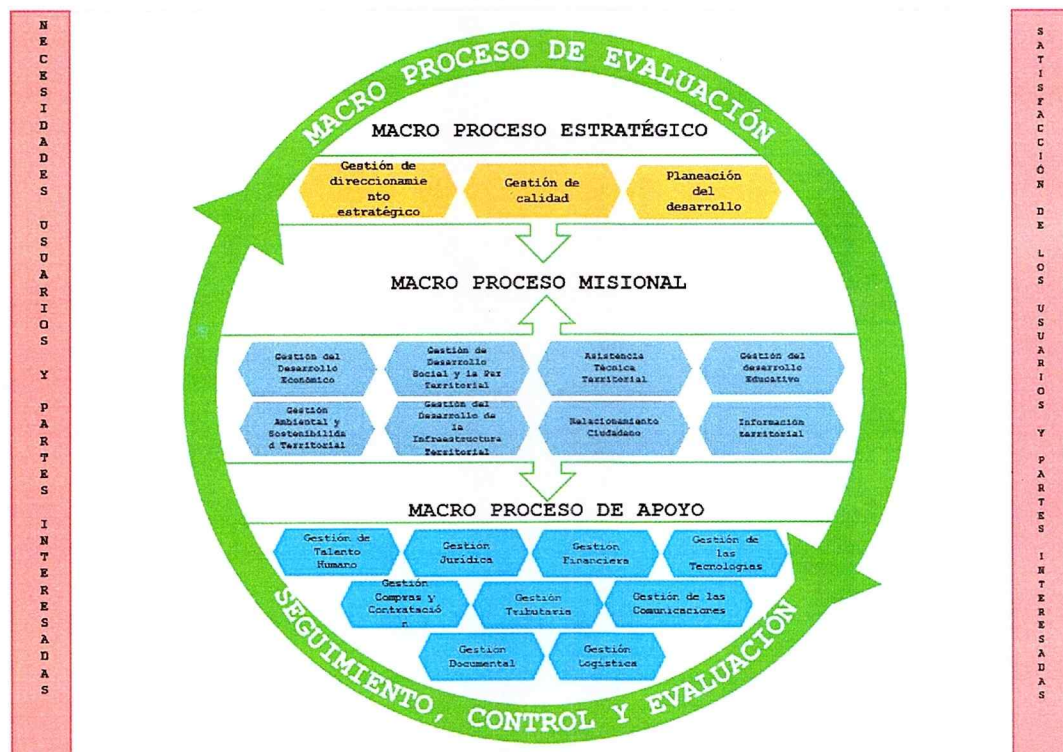 NECESIDADES USUARIOS Y PARTES INTERESADAS
MACRO PROCESO DE EVALUACIÓN
MACRO PROCESO ESTRATÉGICO
Gestión de
direccionamie
nto
estratégico
Gestión de
calidad
Planeación
del
desarrollo
MACRO PROCESO MISIONAL
Gestión del
Desarrollo
Económico
Gestión de
Desarrollo
Social y la Paz
Territorial
Asistencia
Técnica
Territorial
Gestión del
desarrollo
Educativo
Gestión
Ambiental y
Sostenibilida
d Territorial
Gestión del
Desarrollo de
la
Infraestructura
Territorial
Relacionamiento
Ciudadano
Información
territorial
MACRO PROCESO DE APOYO
Gestión de
Talento
Humano
Gestión
Jurídica
Gestión
Financiera
Gestión de
las
Tecnologías
Gestión
Compras y
Contratació
n
Gestión
Tributaria
Gestión de las
Comunicaciones
Gestión
Documental
Gestión
Logística
SEGUIMIENTO, CONTROL Y EVALUACIÓN
SATISFACCIÓN DE LOS USUARIOS Y PARTES INTERESADAS